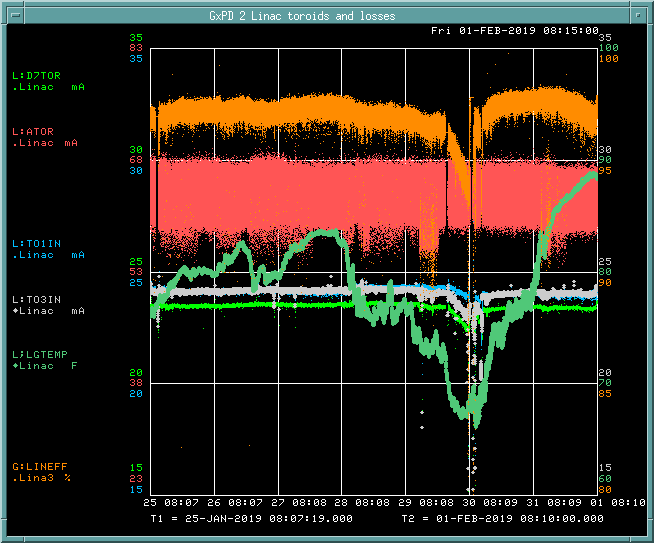 GxPD 2 Linac toroids and losses
Fri 01-FEB-2019 08:15:00
35 35
83 100
35 100
L:D7TOR
.Linac mA
L:ATOR
.Linac mA
30 30
68 90
30 95
L:TO1IN
.Linac mA
25 25
53 80
25 90
L:TO3IN
◆Linac mA
L:LGTEMP
◆Linac F
20 20
38 70
20 85
G:LINEFF
.Lina3 %
15 15
23 60
15 80
25 08:07 26 08:07 27 08:08 28 08:08 29 08:08 30 08:09 31 08:09 01 08:10
T1 = 25-JAN-2019 08:07:19.000 T2 = 01-FEB-2019 08:10:00.000